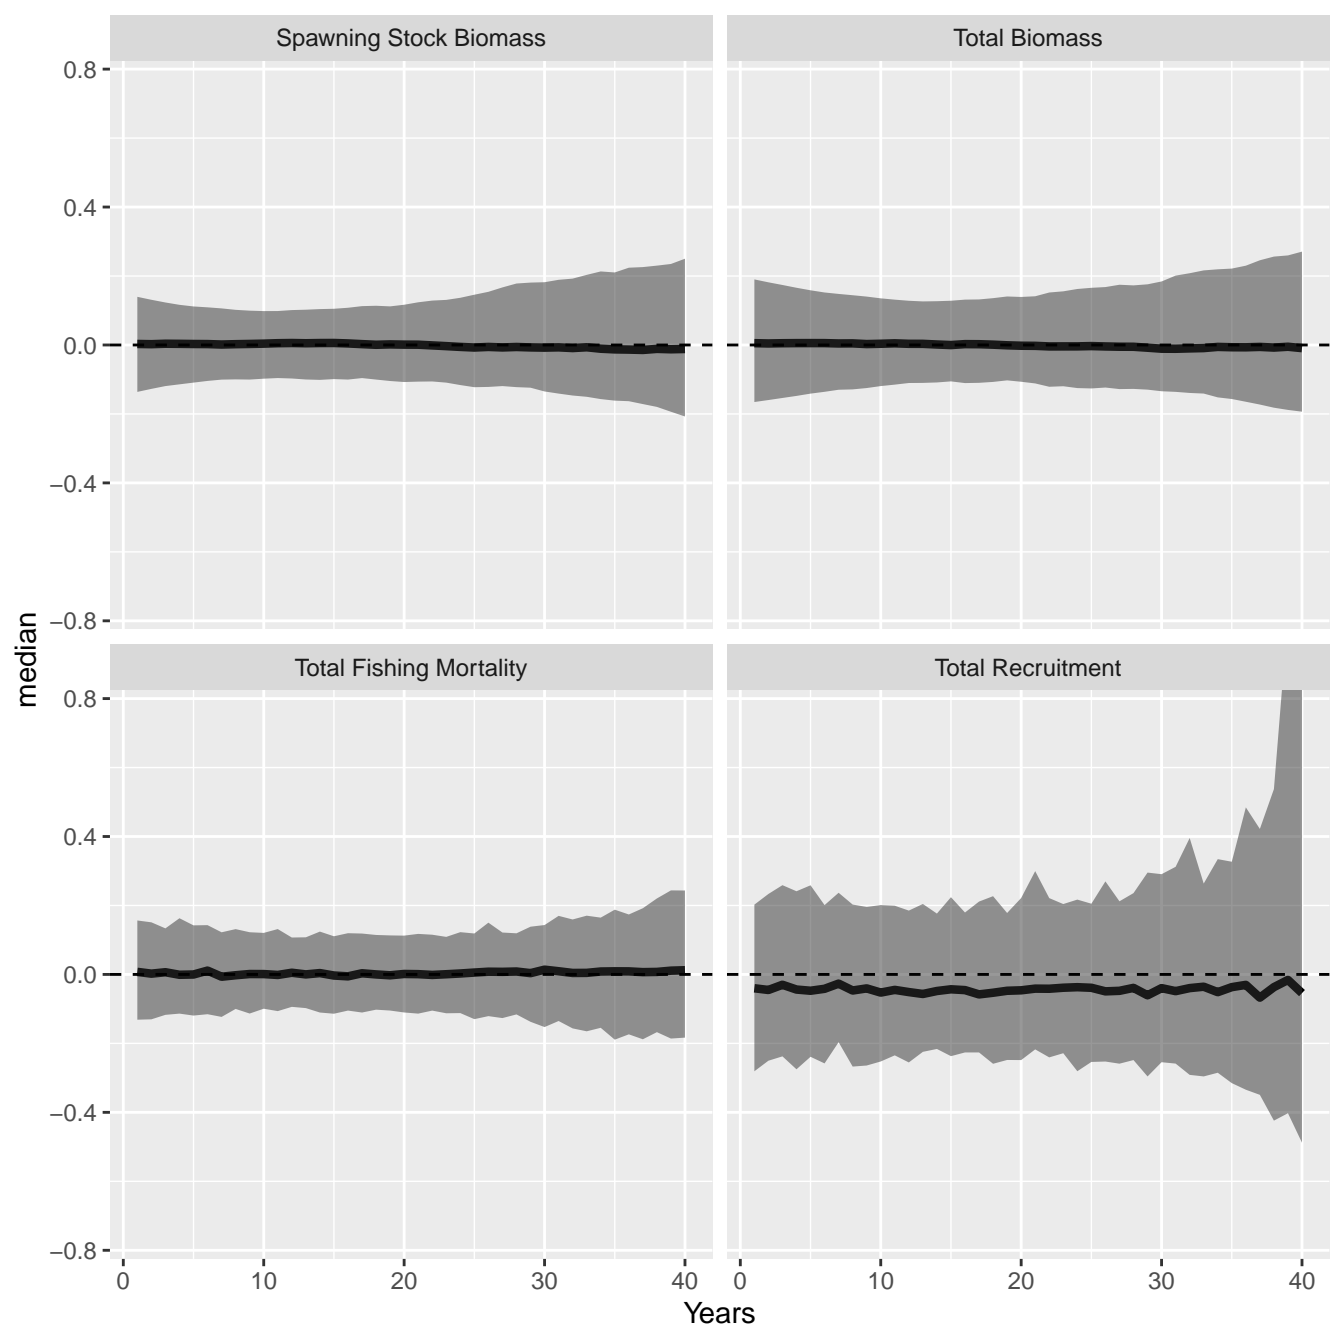 Spawning Stock Biomass
Total Biomass
0.8
0.4
0.0
−0.4
−0.8
median
Total Fishing Mortality
Total Recruitment
0.8
0.4
0.0
−0.4
−0.8
0 10 20 30 40
0 10 20 30 40
Years